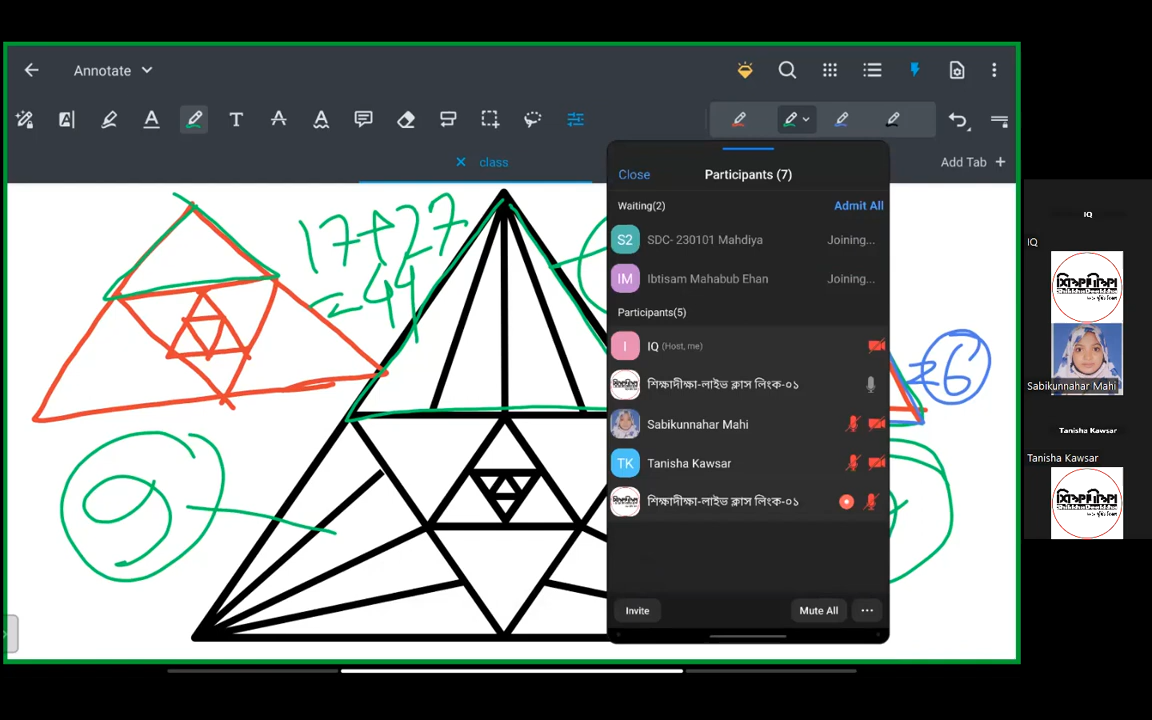 Annotate
class
Add Tab +
17+27
=44
=6
Close
Participants (7)
Waiting(2)
Admit All
S2
SDC- 230101 Mahdiya
Joining...
IM
Ibtisam Mahabub Ehan
Joining...
Participants(5)
I
IQ (Host, me)
শিক্ষাদীক্ষা-লাইভ ক্লাস লিংক-০১
Sabikunnahar Mahi
TK
Tanisha Kawsar
শিক্ষাদীক্ষা-লাইভ ক্লাস লিংক-০১
Invite
Mute All
IQ
IQ
Sabikunnahar Mahi
Tanisha Kawsar
Tanisha Kawsar